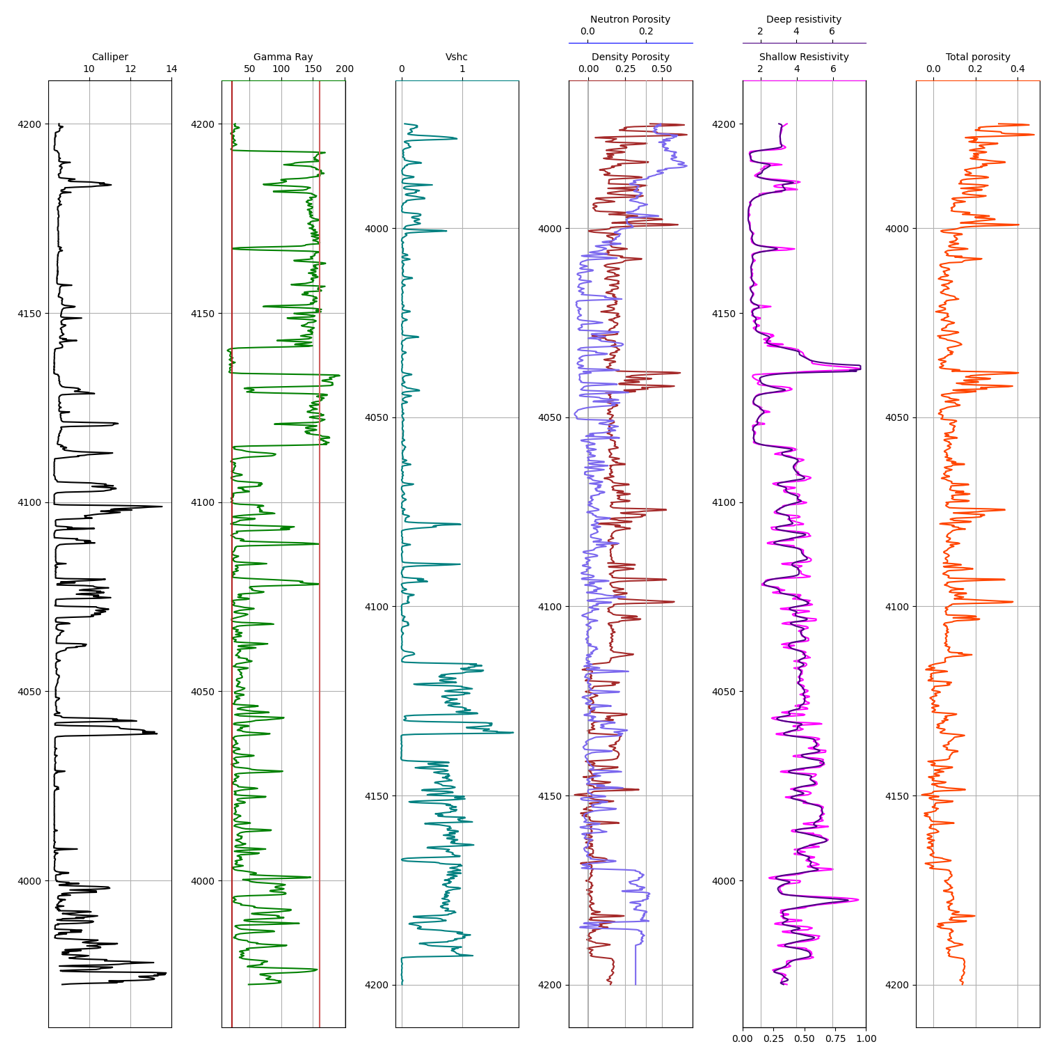 Neutron Porosity
Deep resistivity
0.0 0.2
2 4 6
Calliper
Gamma Ray
Vshc
Density Porosity
Shallow Resistivity
Total porosity
10 12 14
50 100 150 200
0 1
0.00 0.25 0.50
2 4 6
0.0 0.2 0.4
4200 4200 4200
4000 4000 4000
4150 4150 4150
4050 4050
4100 4100 4100
4100 4100 4100
4050 4050 4050
4150 4150 4150
4000 4000 4000
4200 4200 4200
0.00 0.25 0.50 0.75 1.00